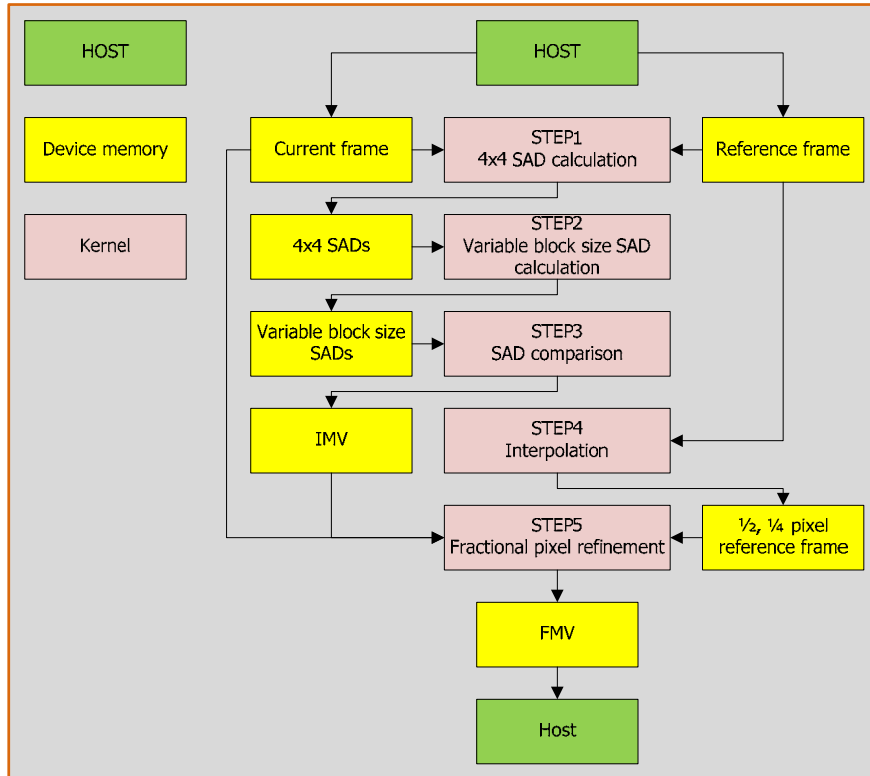 HOST
HOST
Device memory
Current frame
STEP1
4x4 SAD calculation
Reference frame
Kernel
4x4 SADs
STEP2
Variable block size SAD
calculation
Variable block size
SADs
STEP3
SAD comparison
IMV
STEP4
Interpolation
STEP5
Fractional pixel refinement
½, ¼ pixel
reference frame
FMV
Host